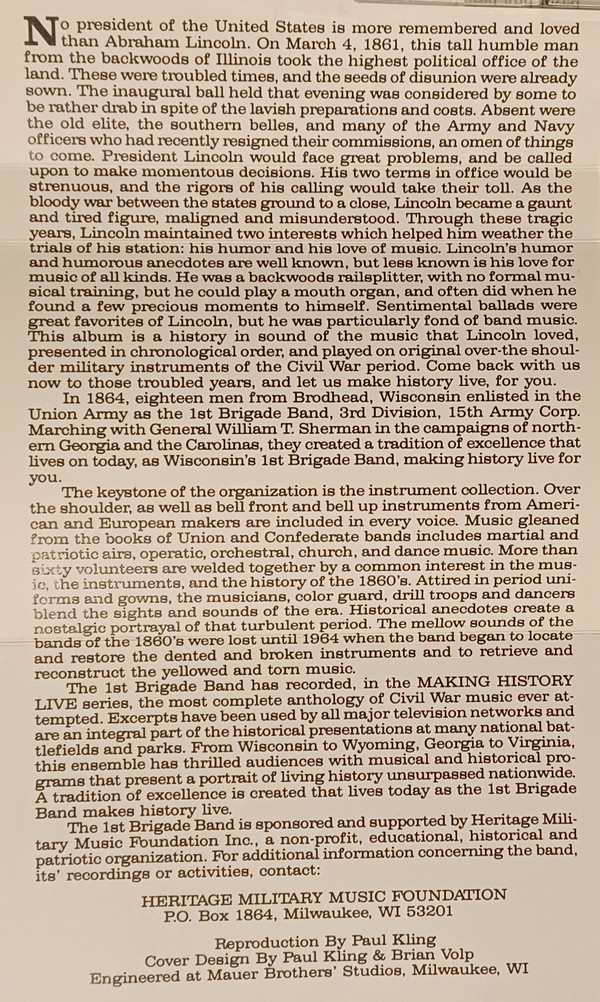 No president of the United States is more remembered and loved
than Abraham Lincoln. On March 4, 1861, this tall humble man
from the backwoods of Illinois took the highest political office of the
land. These were troubled times, and the seeds of disunion were already
sown. The inaugural ball held that evening was considered by some to
be rather drab in spite of the lavish preparations and costs. Absent were
the old elite, the southern belles, and many of the Army and Navy
officers who had recently resigned their commissions, an omen of things
to come. President Lincoln would face great problems, and be called
upon to make momentous decisions. His two terms in office would be
strenuous, and the rigors of his calling would take their toll. As the
bloody war between the states ground to a close, Lincoln became a gaunt
and tired figure, maligned and misunderstood. Through these tragic
years, Lincoln maintained two interests which helped him weather the
trials of his station: his humor and his love of music. Lincoln's humor
and humorous anecdotes are well known, but less known is his love for
music of all kinds. He was a backwoods railsplitter, with no formal mu-
sical training, but he could play a mouth organ, and often did when he
found a few precious moments to himself. Sentimental ballads were
great favorites of Lincoln, but he was particularly fond of band music.
This album is a history in sound of the music that Lincoln loved,
presented in chronological order, and played on original over-the shoul-
der military instruments of the Civil War period. Come back with us
now to those troubled years, and let us make history live, for you.
In 1864, eighteen men from Brodhead, Wisconsin enlisted in the
Union Army as the 1st Brigade Band, 3rd Division, 15th Army Corp.
Marching with General William T. Sherman in the campaigns of north-
ern Georgia and the Carolinas, they created a tradition of excellence that
lives on today, as Wisconsin's 1st Brigade Band, making history live for
you.
The keystone of the organization is the instrument collection. Over
the shoulder, as well as bell front and bell up instruments from Ameri-
can and European makers are included in every voice. Music gleaned
from the books of Union and Confederate bands includes martial and
patriotic airs, operatic, orchestral, church, and dance music. More than
sixty volunteers are welded together by a common interest in the mus-
ic, the instruments, and the history of the 1860's. Attired in period uni-
forms and gowns, the musicians, color guard, drill troops and dancers
blend the sights and sounds of the era. Historical anecdotes create a
nostalgic portrayal of that turbulent period. The mellow sounds of the
bands of the 1860's were lost until 1964 when the band began to locate
and restore the dented and broken instruments and to retrieve and
reconstruct the yellowed and torn music.
The 1st Brigade Band has recorded, in the MAKING HISTORY
LIVE series, the most complete anthology of Civil War music ever at-
tempted. Excerpts have been used by all major television networks and
are an integral part of the historical presentations at many national bat-
tlefields and parks. From Wisconsin to Wyoming, Georgia to Virginia,
this ensemble has thrilled audiences with musical and historical pro-
grams that present a portrait of living history unsurpassed nationwide.
A tradition of excellence is created that lives today as the 1st Brigade
Band makes history live.
The 1st Brigade Band is sponsored and supported by Heritage Mili-
tary Music Foundation Inc., a non-profit, educational, historical and
patriotic organization. For additional information concerning the band,
its' recordings or activities, contact:
HERITAGE MILITARY MUSIC FOUNDATION
P.O. Box 1864, Milwaukee, WI 53201
Reproduction By Paul Kling
Cover Design By Paul Kling & Brian Volp
Engineered at Mauer Brothers' Studios, Milwaukee, WI